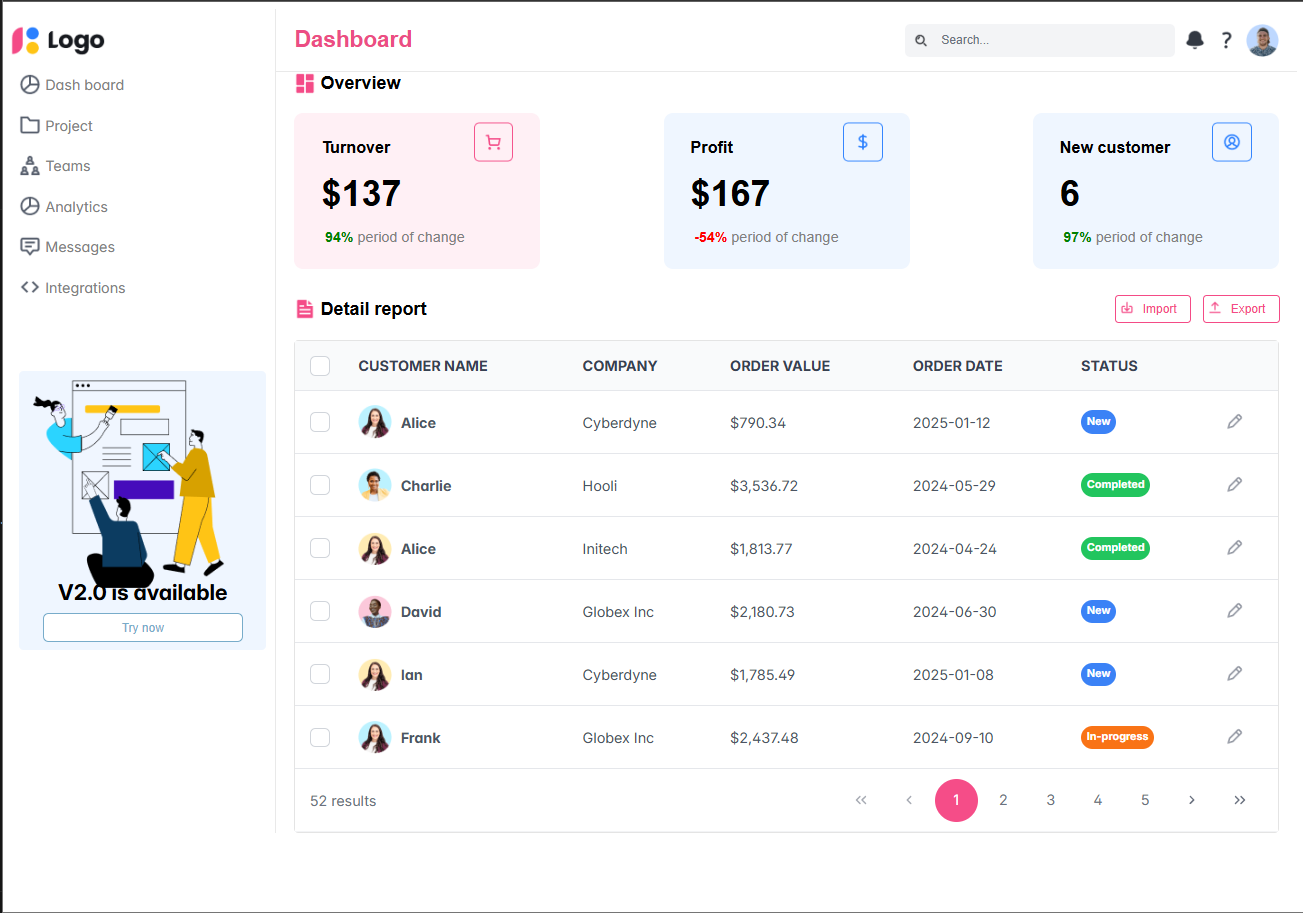 Logo
Dashboard
Search...
?
Dash board
Project
Teams
Analytics
Messages
Integrations
V2.0 is available
Try now
Overview
Turnover
$137
94% period of change
Profit
$
$167
-54% period of change
New customer
6
97% period of change
Detail report
Import
Export
CUSTOMER NAME COMPANY ORDER VALUE ORDER DATE STATUS
Alice Cyberdyne $790.34 2025-01-12 New
Charlie Hooli $3,536.72 2024-05-29 Completed
Alice Initech $1,813.77 2024-04-24 Completed
David Globex Inc $2,180.73 2024-06-30 New
Ian Cyberdyne $1,785.49 2025-01-08 New
Frank Globex Inc $2,437.48 2024-09-10 In-progress
52 results << < 1 2 3 4 5 > >>